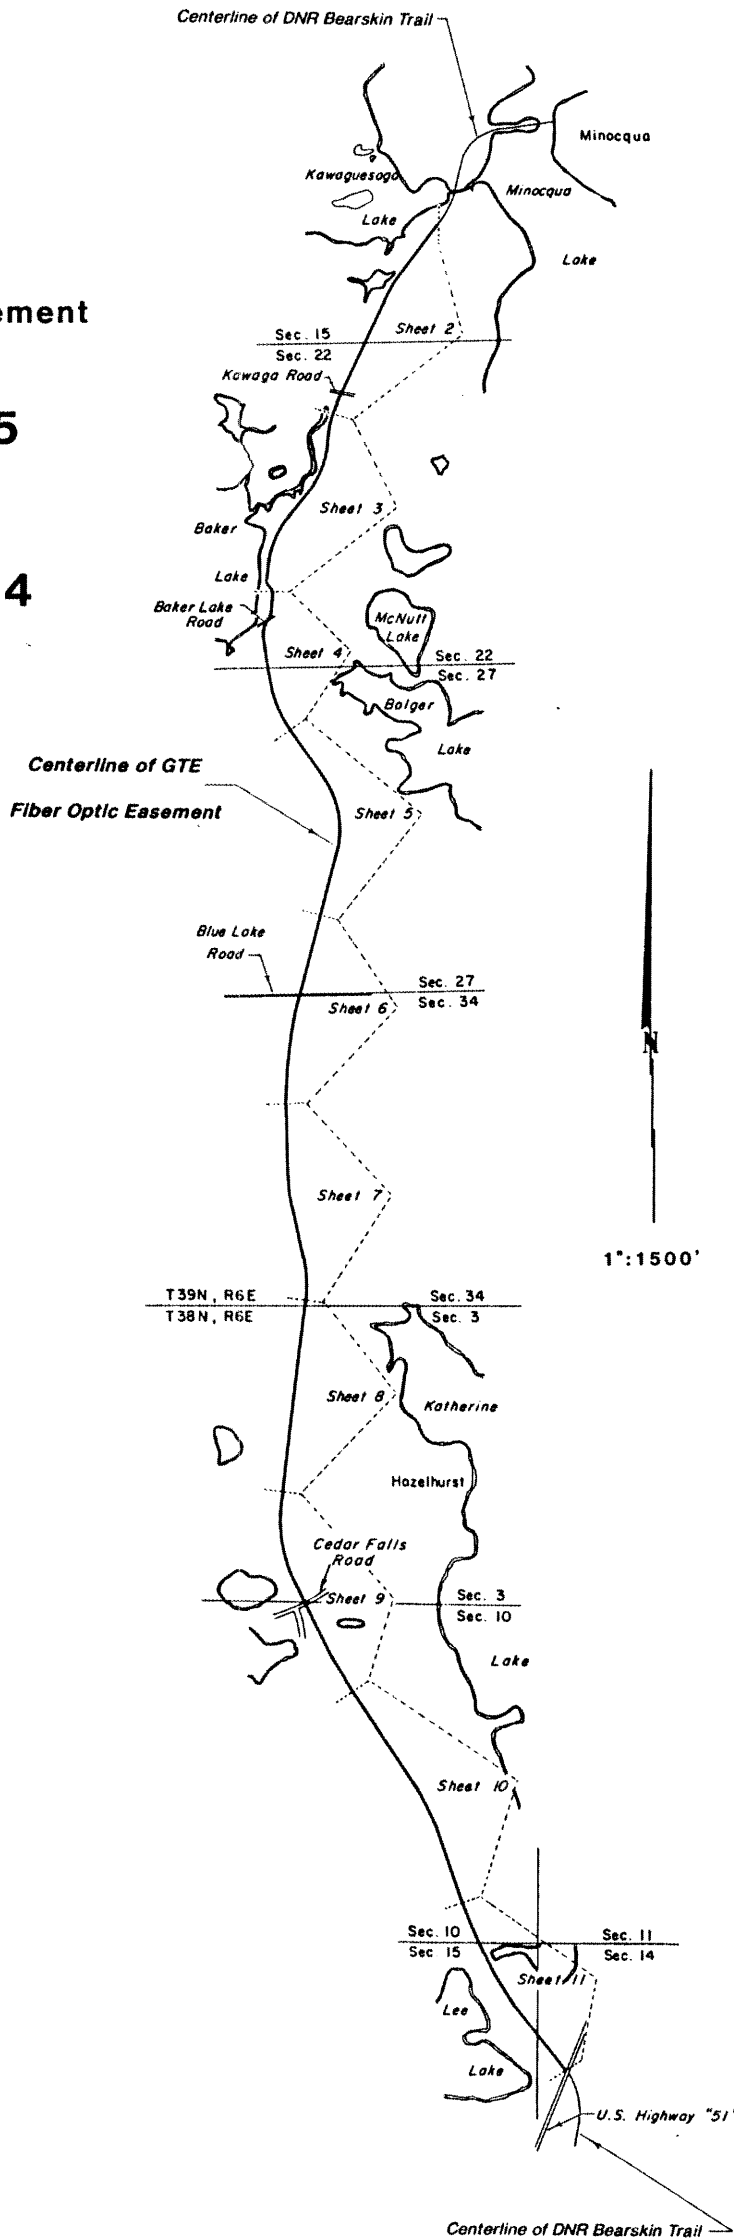 Centerline of DNR Bearskin Trail
Minocqua
Kawaguesaga
Minocqua
Lake
Lake
ement
Sec. 15
Sheet 2
Sec. 22
Kawaga Road
5
Sheet 3
Baker
Lake
4
Baker Lake
Road
McNutt
Lake
Sheet 4
Sec. 22
Sec. 27
Bolger
Lake
Centerline of GTE
Fiber Optic Easement
Sheet 5
Blue Lake
Road
Sec. 27
Sheet 6
Sec. 34
N
Sheet 7
1":1500'
T39N, R6E
Sec. 34
T38N, R6E
Sec. 3
Sheet 8
Katherine
Hazelhurst
Cedar Falls
Road
Sheet 9
Sec. 3
Sec. 10
Lake
Sheet 10
Sec. 10
Sec. 11
Sec. 15
Sec. 14
Sheet 11
Lee
Lake
U.S. Highway "51"
Centerline of DNR Bearskin Trail